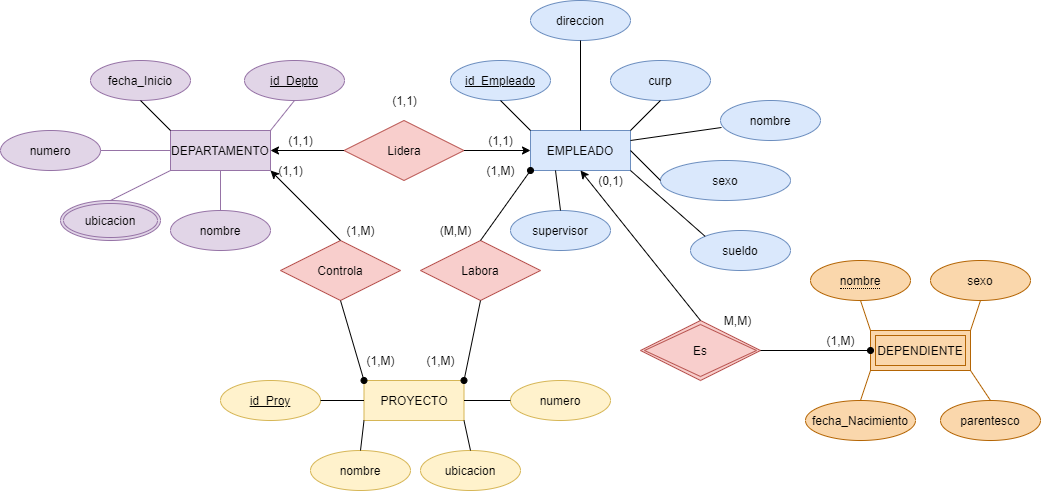 direccion
fecha_Inicio
id_Depto
id_Empleado
curp
(1,1)
nombre
numero
DEPARTAMENTO
(1,1)
Lidera
(1,1)
EMPLEADO
(1,1)
(1,M)
(0,1)
sexo
ubicacion
nombre
(1,M)
(M,M)
supervisor
sueldo
Controla
Labora
nombre
sexo
M,M)
Es
(1,M)
DEPENDIENTE
(1,M)
(1,M)
id_Proy
PROYECTO
numero
fecha_Nacimiento
parentesco
nombre
ubicacion